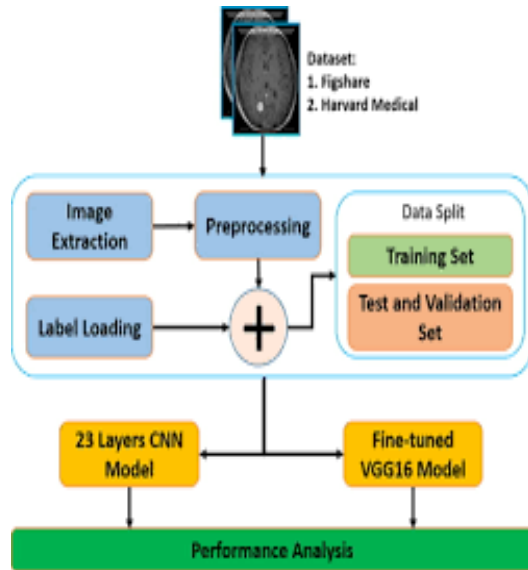 Dataset:
1. Figshare
2. Harvard Medical
Image
Extraction
Preprocessing
Label Loading
+
Data Split
Training Set
Test and Validation
Set
23 Layers CNN
Model
Fine-tuned
VGG16 Model
Performance Analysis